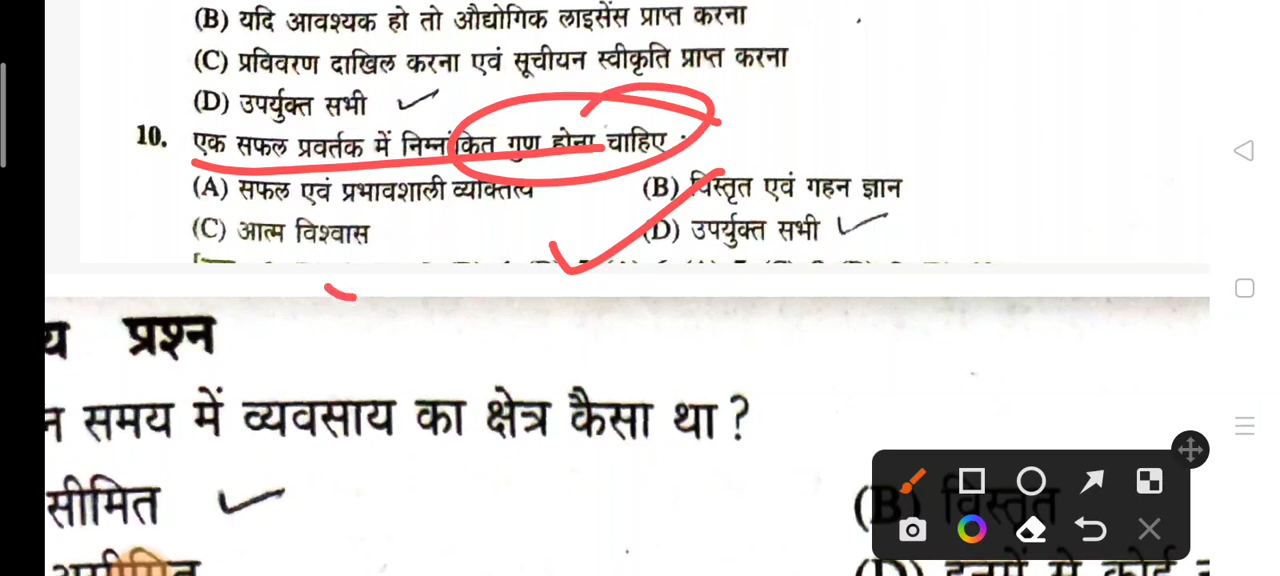 (B) यदि आवश्यक हो तो औद्योगिक लाइसेंस प्राप्त करना
(C) प्रविवरण दाखिल करना एवं सूचीयन स्वीकृति प्राप्त करना
(D) उपर्युक्त सभी
10. एक सफल प्रवर्तक में निम्नांकित गुण होना चाहिए :
(A) सफल एवं प्रभावशाली व्यक्तित्व (B) विस्तृत एवं गहन ज्ञान
(C) आत्म विश्वास (D) उपर्युक्त सभी
य प्रश्न
न समय में व्यवसाय का क्षेत्र कैसा था ?
सीमित (B) विस्तृत
(D) इनमें से कोई